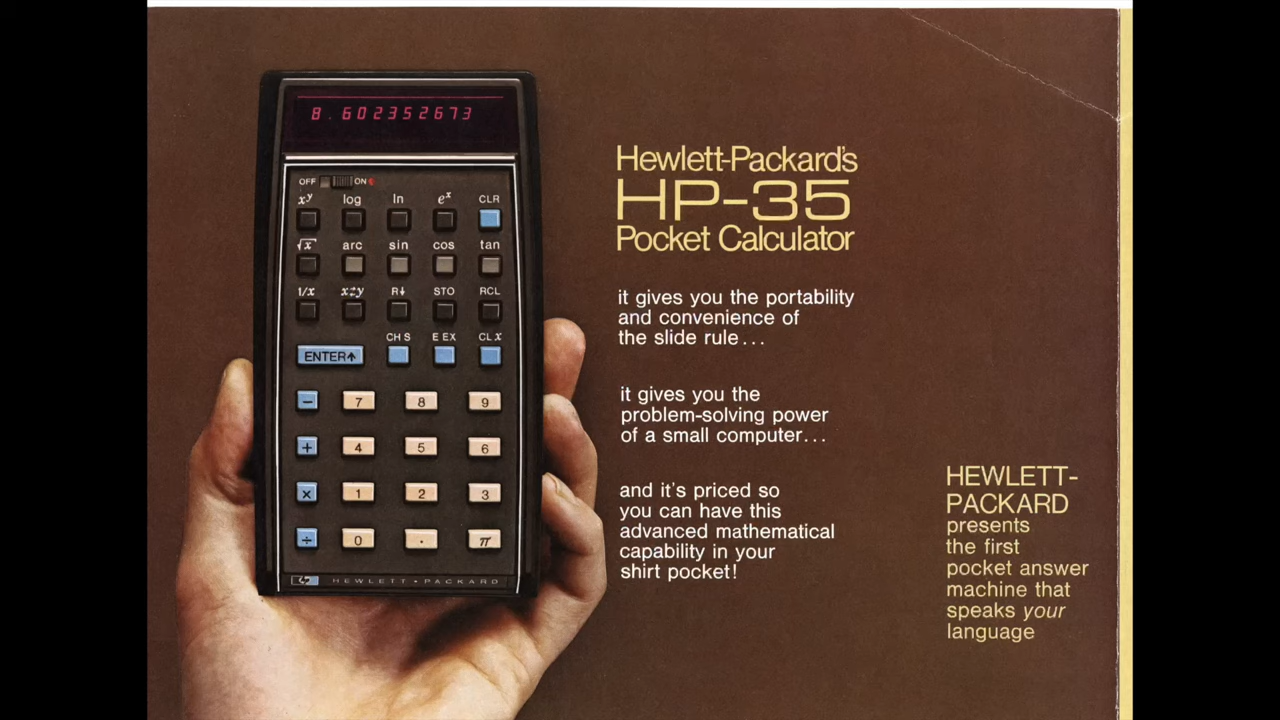 8.602352673
OFF ON
xʸ log ln eˣ CLR
√x arc sin cos tan
1/x x⇄y R↓ STO RCL
CH S E EX CL x
ENTER↑
− 7 8 9
+ 4 5 6
× 1 2 3
÷ 0 . π
hp HEWLETT • PACKARD
Hewlett-Packard's
HP-35
Pocket Calculator
it gives you the portability
and convenience of
the slide rule...
it gives you the
problem-solving power
of a small computer...
and it's priced so
you can have this
advanced mathematical
capability in your
shirt pocket!
HEWLETT-
PACKARD
presents
the first
pocket answer
machine that
speaks your
language